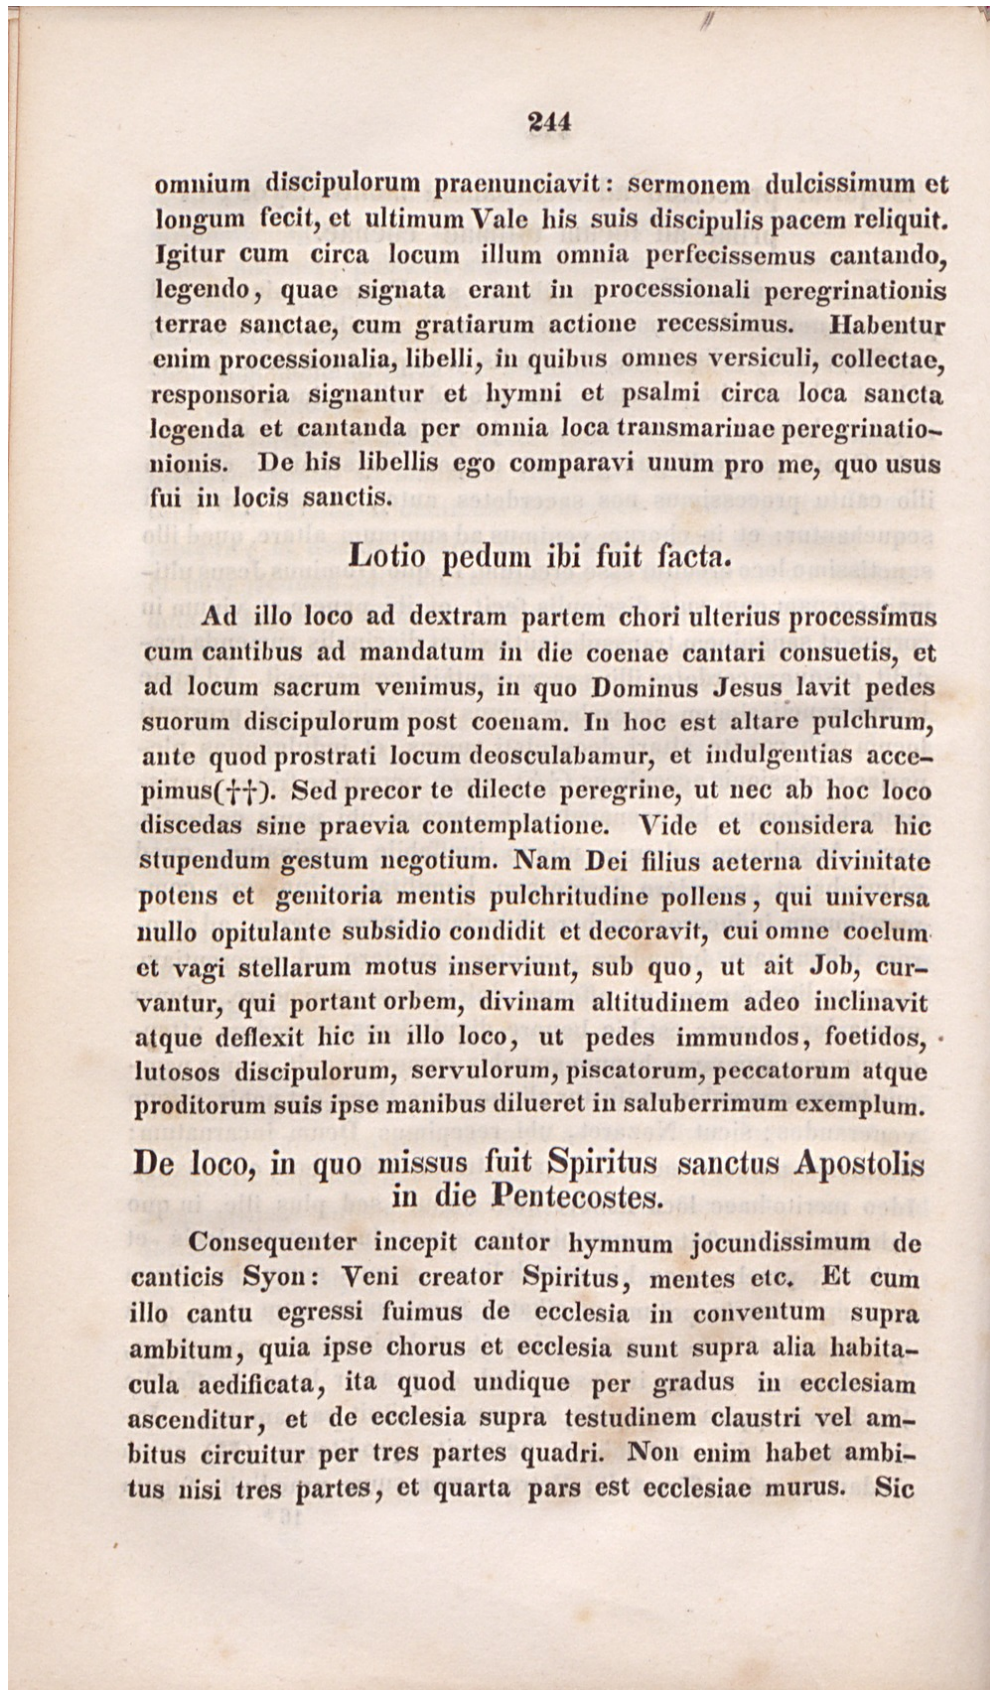 244
omnium discipulorum praenunciavit: sermonem dulcissimum et
longum fecit, et ultimum Vale his suis discipulis pacem reliquit.
Igitur cum circa locum illum omnia perfecissemus cantando,
legendo, quae signata erant in processionali peregrinationis
terrae sanctae, cum gratiarum actione recessimus. Habentur
enim processionalia, libelli, in quibus omnes versiculi, collectae,
responsoria signantur et hymni et psalmi circa loca sancta
legenda et cantanda per omnia loca transmarinae peregrinatio-
nionis. De his libellis ego comparavi unum pro me, quo usus
fui in locis sanctis.
Lotio pedum ibi fuit facta.
Ad illo loco ad dextram partem chori ulterius processimus
cum cantibus ad mandatum in die coenae cantari consuetis, et
ad locum sacrum venimus, in quo Dominus Jesus lavit pedes
suorum discipulorum post coenam. In hoc est altare pulchrum,
ante quod prostrati locum deosculabamur, et indulgentias acce-
pimus(††). Sed precor te dilecte peregrine, ut nec ab hoc loco
discedas sine praevia contemplatione. Vide et considera hic
stupendum gestum negotium. Nam Dei filius aeterna divinitate
potens et genitoria mentis pulchritudine pollens, qui universa
nullo opitulante subsidio condidit et decoravit, cui omne coelum
et vagi stellarum motus inserviunt, sub quo, ut ait Job, cur-
vantur, qui portant orbem, divinam altitudinem adeo inclinavit
atque deflexit hic in illo loco, ut pedes immundos, foetidos,
lutosos discipulorum, servulorum, piscatorum, peccatorum atque
proditorum suis ipse manibus dilueret in saluberrimum exemplum.
De loco, in quo missus fuit Spiritus sanctus Apostolis
in die Pentecostes.
Consequenter incepit cantor hymnum jocundissimum de
canticis Syon: Veni creator Spiritus, mentes etc. Et cum
illo cantu egressi fuimus de ecclesia in conventum supra
ambitum, quia ipse chorus et ecclesia sunt supra alia habita-
cula aedificata, ita quod undique per gradus in ecclesiam
ascenditur, et de ecclesia supra testudinem claustri vel am-
bitus circuitur per tres partes quadri. Non enim habet ambi-
tus nisi tres partes, et quarta pars est ecclesiae murus. Sic